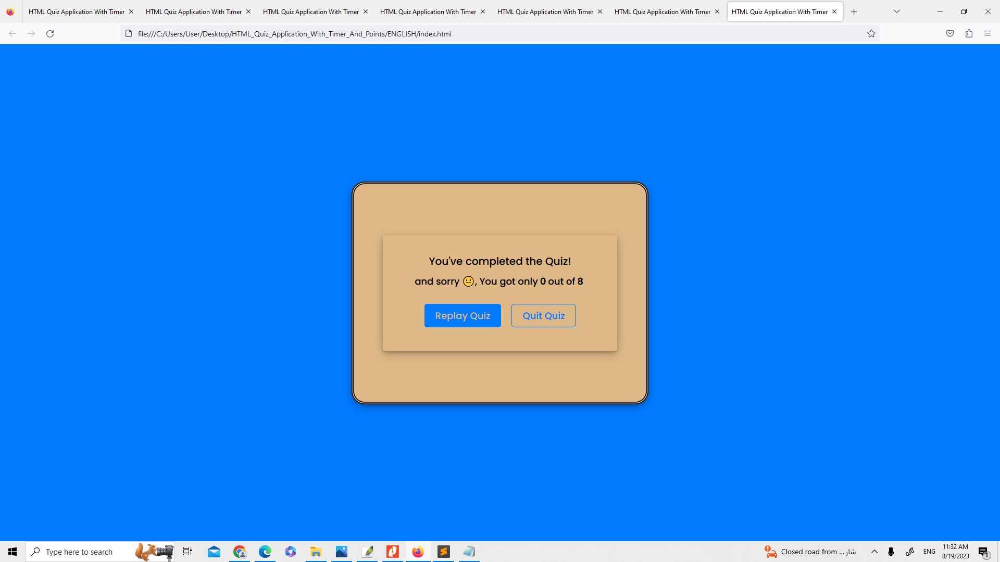 HTML Quiz Application With Timer
HTML Quiz Application With Timer
HTML Quiz Application With Timer
HTML Quiz Application With Timer
HTML Quiz Application With Timer
HTML Quiz Application With Timer
HTML Quiz Application With Timer
file:///C:/Users/User/Desktop/HTML_Quiz_Application_With_Timer_And_Points/ENGLISH/index.html
You've completed the Quiz!
and sorry 😐, You got only 0 out of 8
Replay Quiz
Quit Quiz
Type here to search
Closed road from ...شار
ENG
11:32 AM
8/19/2023
1